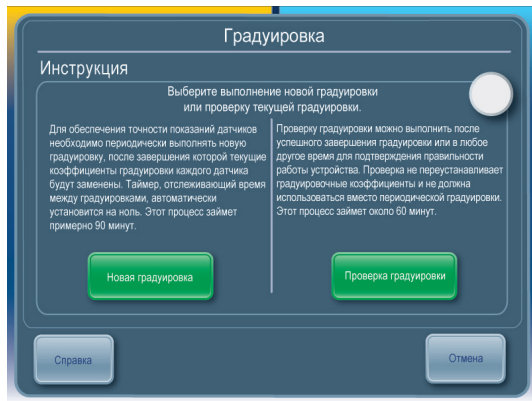 Градуировка
Инструкция
Выберите выполнение новой градуировки
или проверку текущей градуировки.
Для обеспечения точности показаний датчиков
необходимо периодически выполнять новую
градуировку, после завершения которой текущие
коэффициенты градуировки каждого датчика
будут заменены. Таймер, отслеживающий время
между градуировками, автоматически
установится на ноль. Этот процесс займет
примерно 90 минут.
Проверку градуировки можно выполнить после
успешного завершения градуировки или в любое
другое время для подтверждения правильности
работы устройства. Проверка не переустанавливает
градуировочные коэффициенты и не должна
использоваться вместо периодической градуировки.
Этот процесс займет около 60 минут.
Новая градуировка
Проверка градуировки
Справка
Отмена